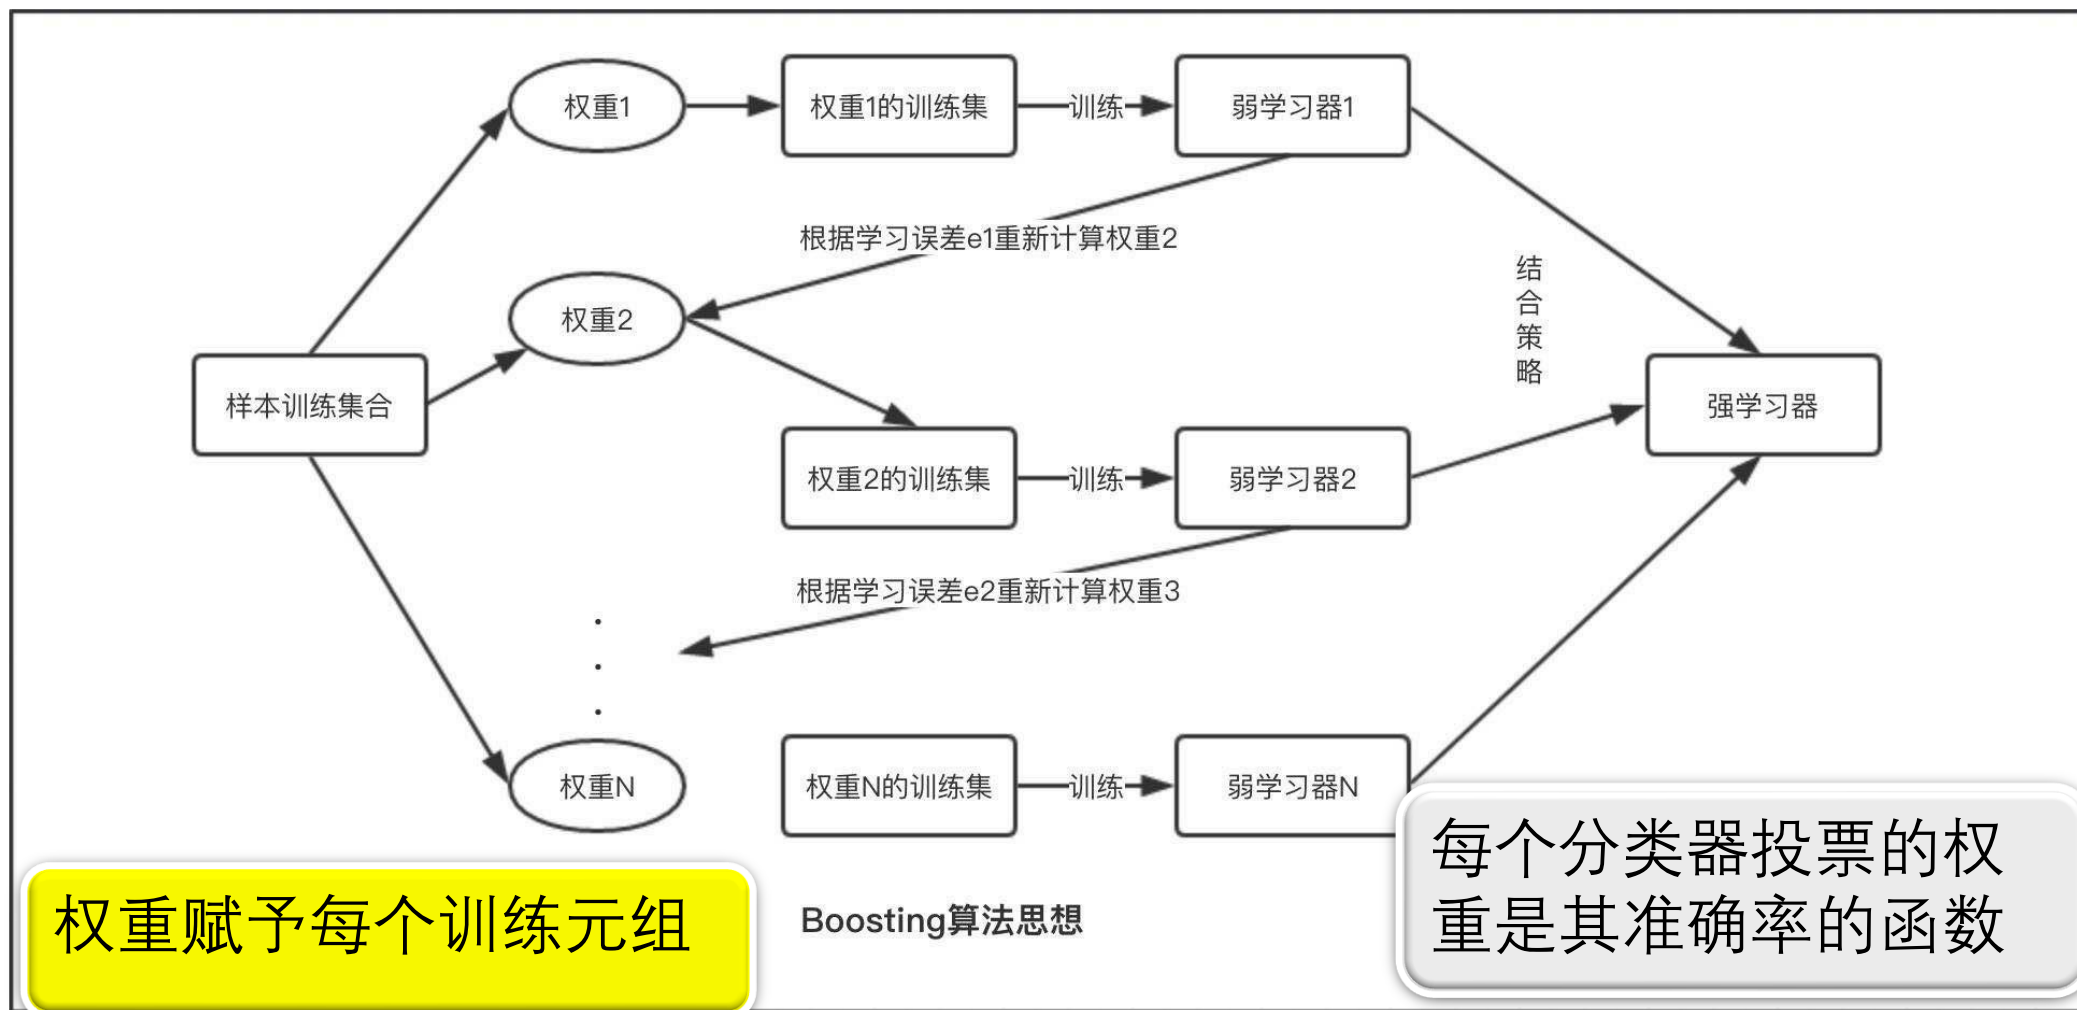 权重1
权重1的训练集
训练
弱学习器1
根据学习误差e1重新计算权重2
结
合
策
略
权重2
样本训练集合
强学习器
权重2的训练集
训练
弱学习器2
根据学习误差e2重新计算权重3
权重N
权重N的训练集
训练
弱学习器N
每个分类器投票的权
重是其准确率的函数
权重赋予每个训练元组
Boosting算法思想